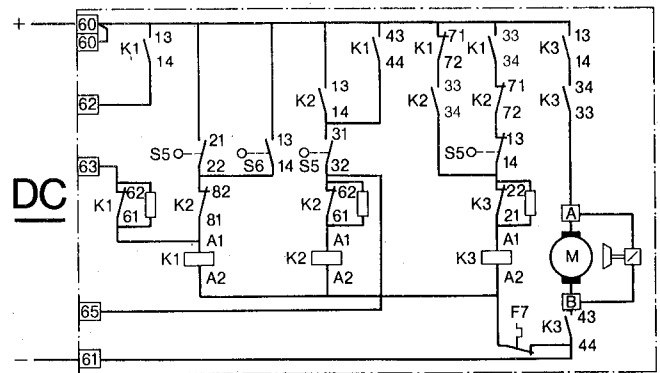 + 60
60
K1 13 14
62
63
DC
K1 62 61
S5 21 22
K2 82 81
K1 A1 A2
S6 13 14
K2 13 14
K1 43 44
S5 31 32
K2 62 61
K2 A1 A2
K1 71 72
K2 33 34
K1 33 34
K2 71 72
S5 13 14
K3 22 21
K3 A1 A2
K3 13 14
K3 34 33
A
M
B
K3 43 44
F7
65
− 61